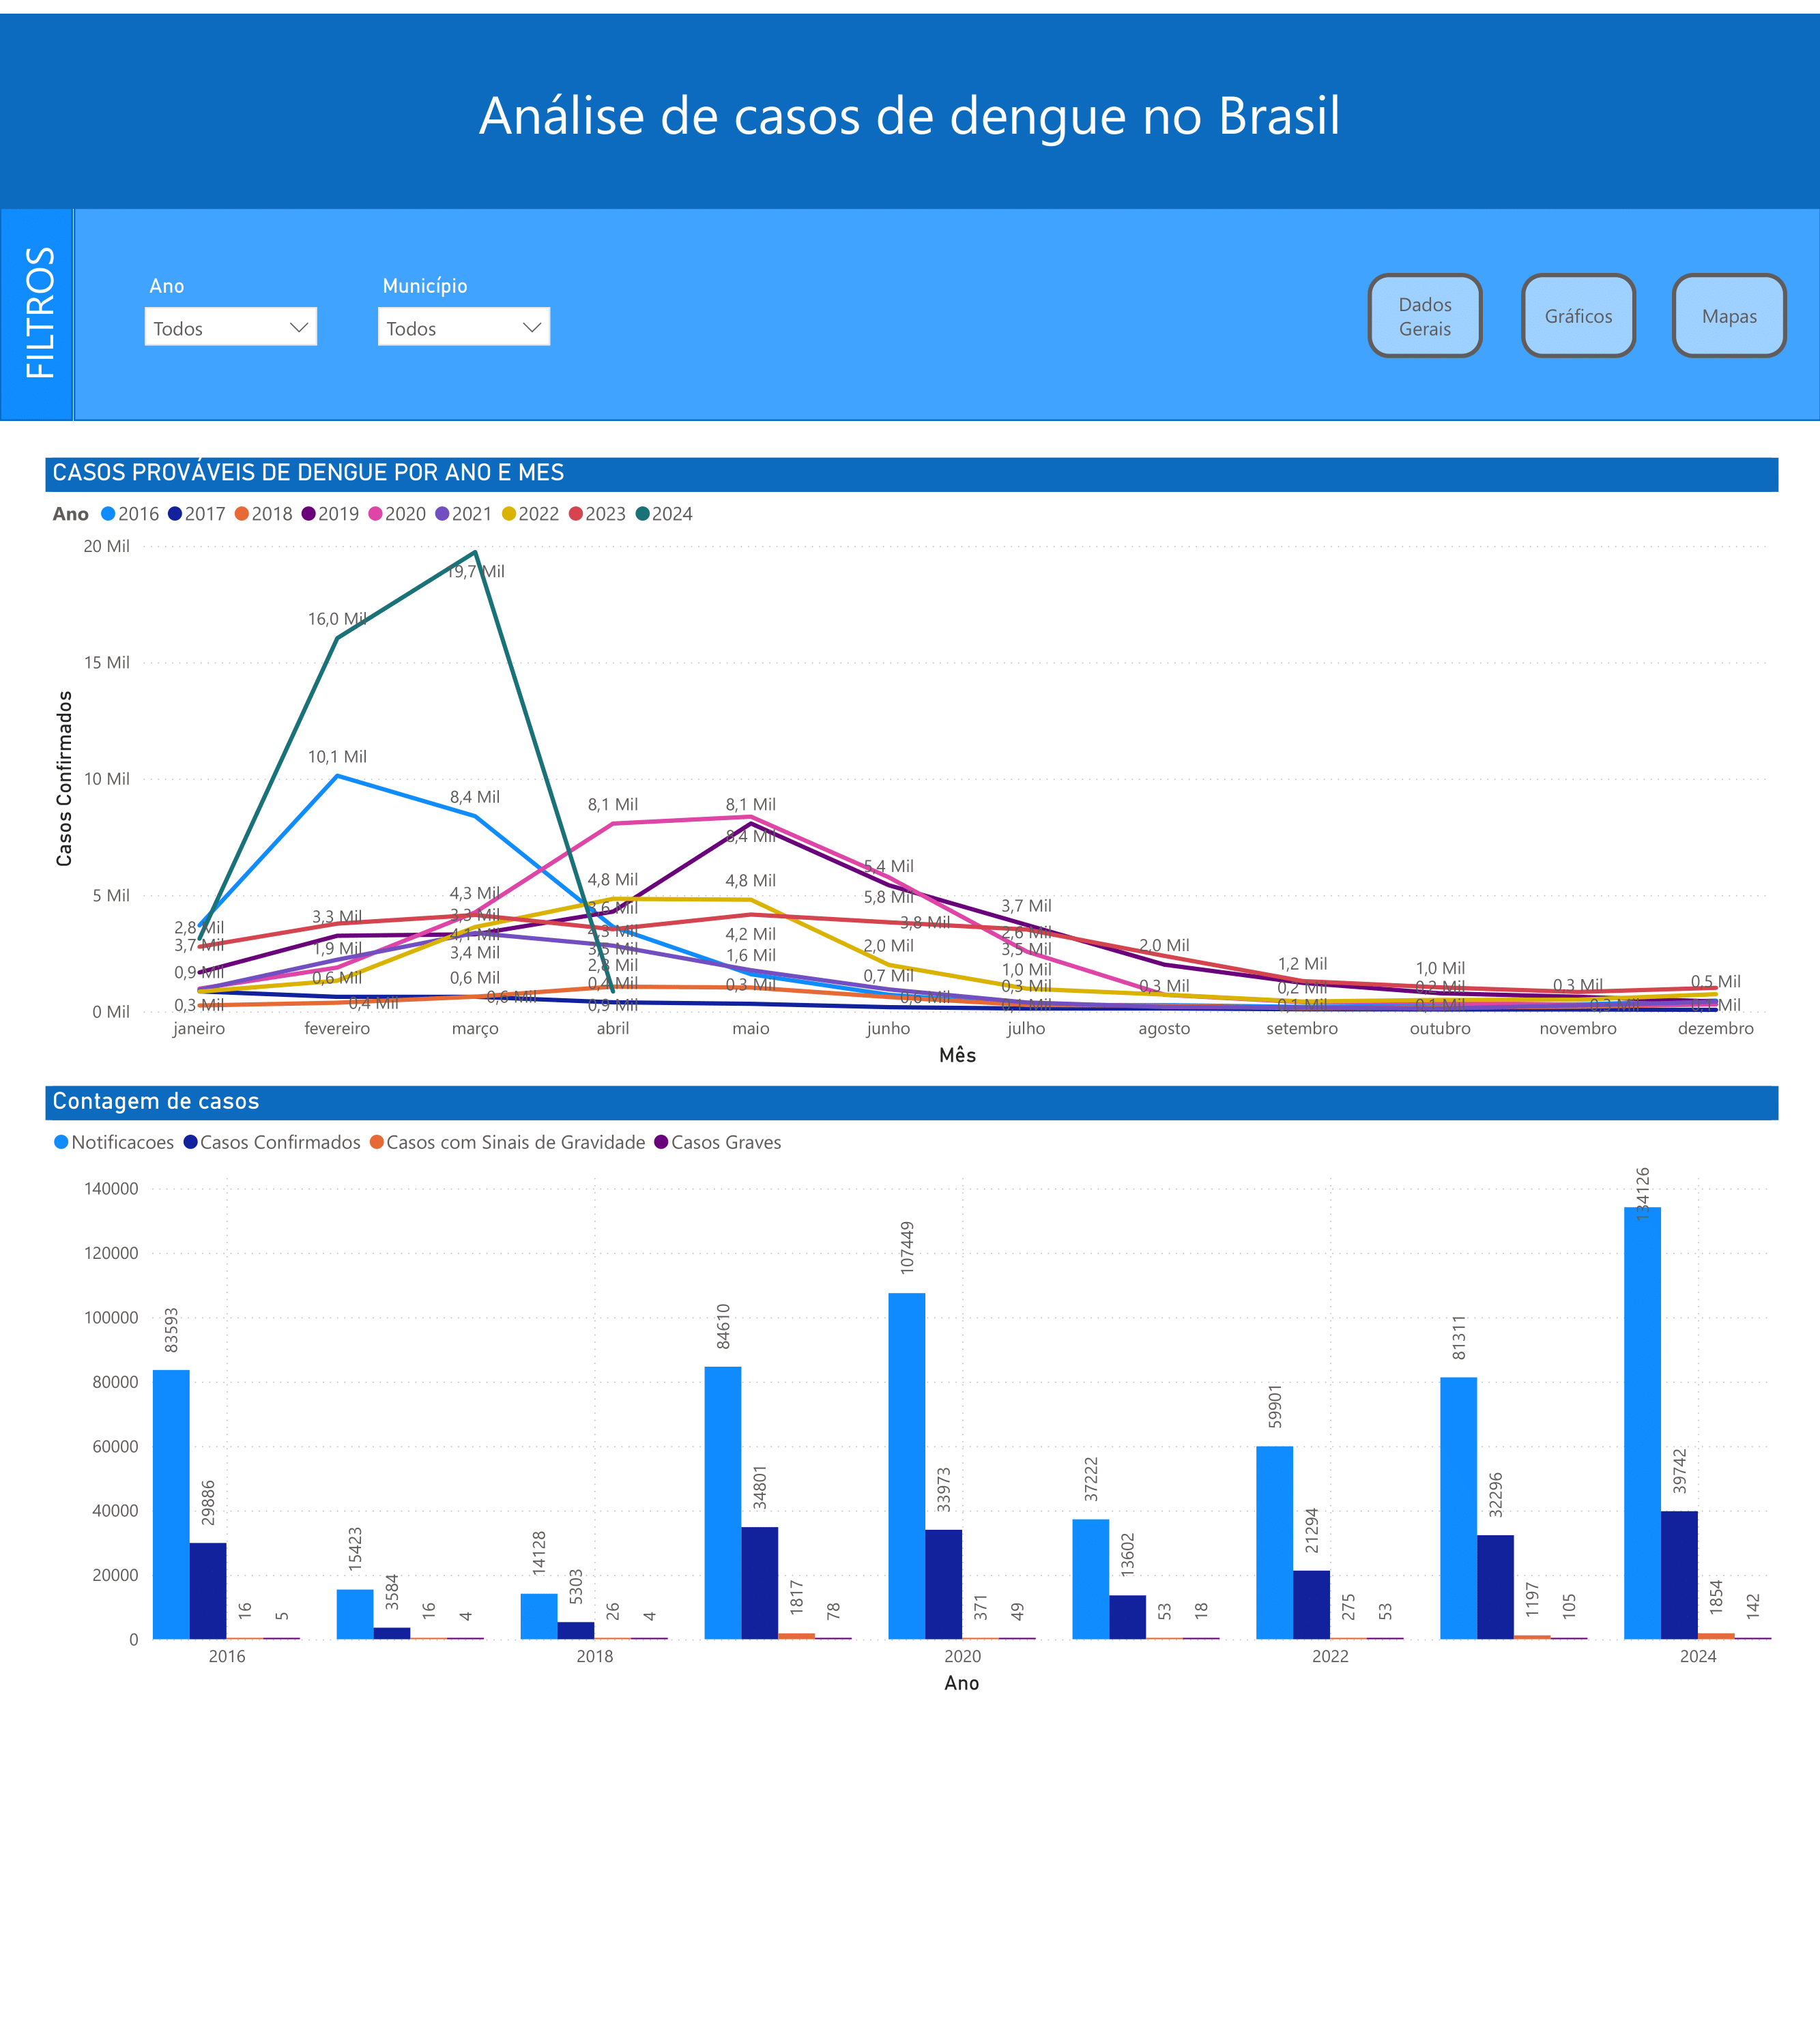 Análise de casos de dengue no Brasil
FILTROS
Ano
Município
Todos
Todos
Dados
Gerais
Gráficos
Mapas
CASOS PROVÁVEIS DE DENGUE POR ANO E MES
Ano 2016 2017 2018 2019 2020 2021 2022 2023 2024
Casos Confirmados
20 Mil
15 Mil
10 Mil
5 Mil
0 Mil
19,7 Mil
16,0 Mil
10,1 Mil
8,4 Mil
8,1 Mil
8,1 Mil
8,4 Mil
4,3 Mil
4,8 Mil
4,8 Mil
5,4 Mil
5,8 Mil
2,8 Mil
3,7 Mil
0,9 Mil
0,3 Mil
3,3 Mil
1,9 Mil
0,6 Mil
0,4 Mil
3,3 Mil
4,1 Mil
3,4 Mil
0,6 Mil
0,6 Mil
3,6 Mil
4,3 Mil
3,5 Mil
2,8 Mil
0,4 Mil
0,9 Mil
4,2 Mil
1,6 Mil
0,3 Mil
3,8 Mil
2,0 Mil
0,7 Mil
0,6 Mil
3,7 Mil
2,6 Mil
3,5 Mil
1,0 Mil
0,3 Mil
2,0 Mil
0,3 Mil
1,2 Mil
0,2 Mil
0,1 Mil
1,0 Mil
0,2 Mil
0,1 Mil
0,3 Mil
0,3 Mil
0,5 Mil
0,1 Mil
janeiro fevereiro março abril maio junho julho agosto setembro outubro novembro dezembro
Mês
Contagem de casos
Notificacoes Casos Confirmados Casos com Sinais de Gravidade Casos Graves
140000
120000
100000
80000
60000
40000
20000
0
83593
29886
16
5
15423
3584
16
4
14128
5303
26
4
84610
34801
1817
78
107449
33973
371
49
37222
13602
53
18
59901
21294
275
53
81311
32296
1197
105
134126
39742
1854
142
2016 2018 2020 2022 2024
Ano